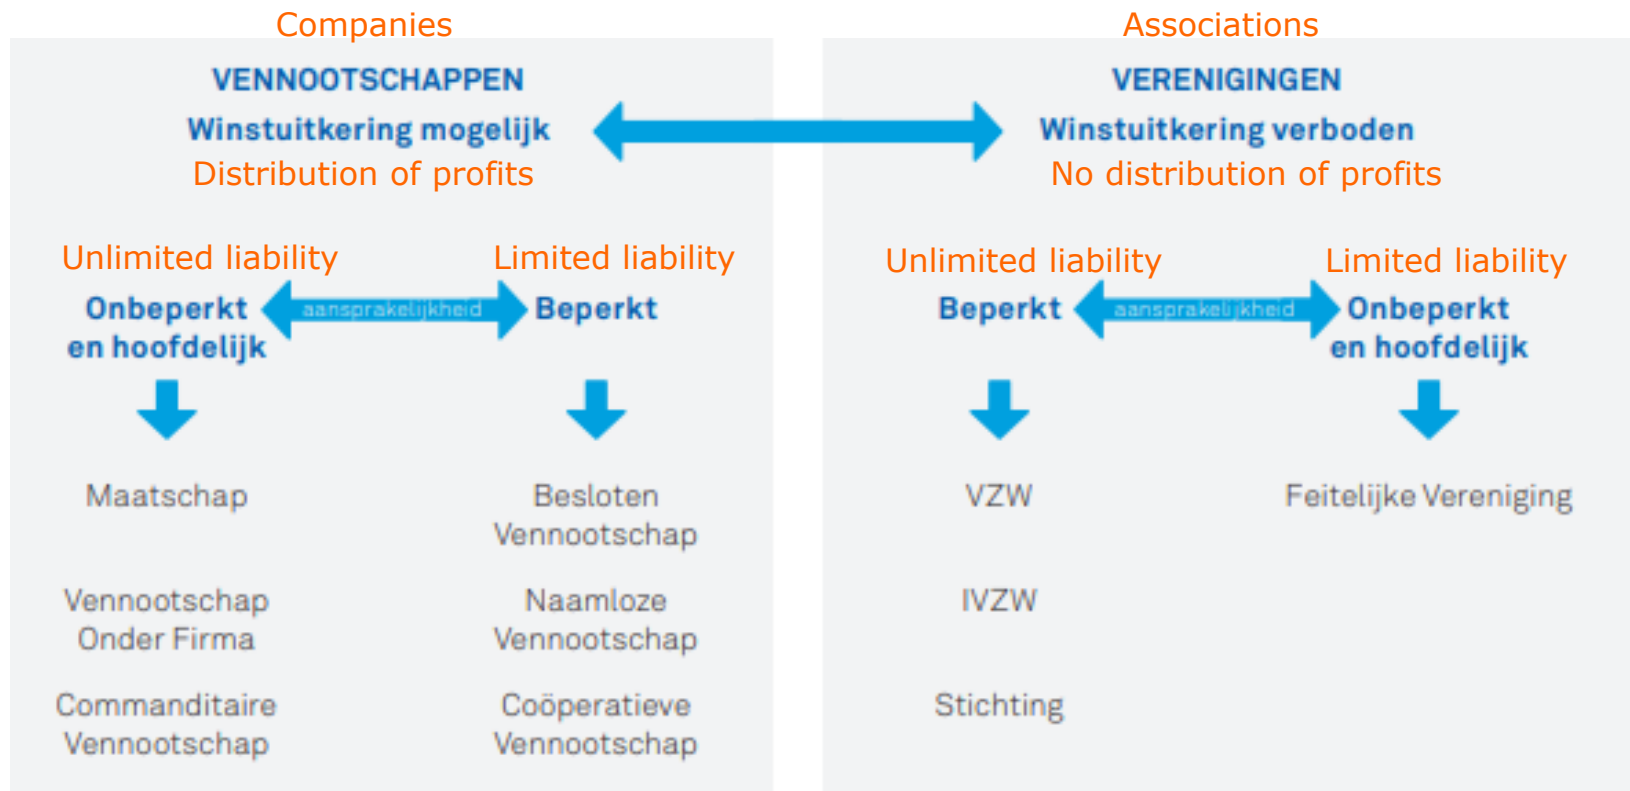 Companies
VENNOOTSCHAPPEN
Winstuitkering mogelijk
Distribution of profits
Unlimited liability
Limited liability
Onbeperkt
en hoofdelijk
aansprakelijkheid
Beperkt
Maatschap
Besloten
Vennootschap
Vennootschap
Onder Firma
Naamloze
Vennootschap
Commanditaire
Vennootschap
Coöperatieve
Vennootschap
Associations
VERENIGINGEN
Winstuitkering verboden
No distribution of profits
Unlimited liability
Limited liability
Beperkt
aansprakelijkheid
Onbeperkt
en hoofdelijk
VZW
Feitelijke Vereniging
IVZW
Stichting